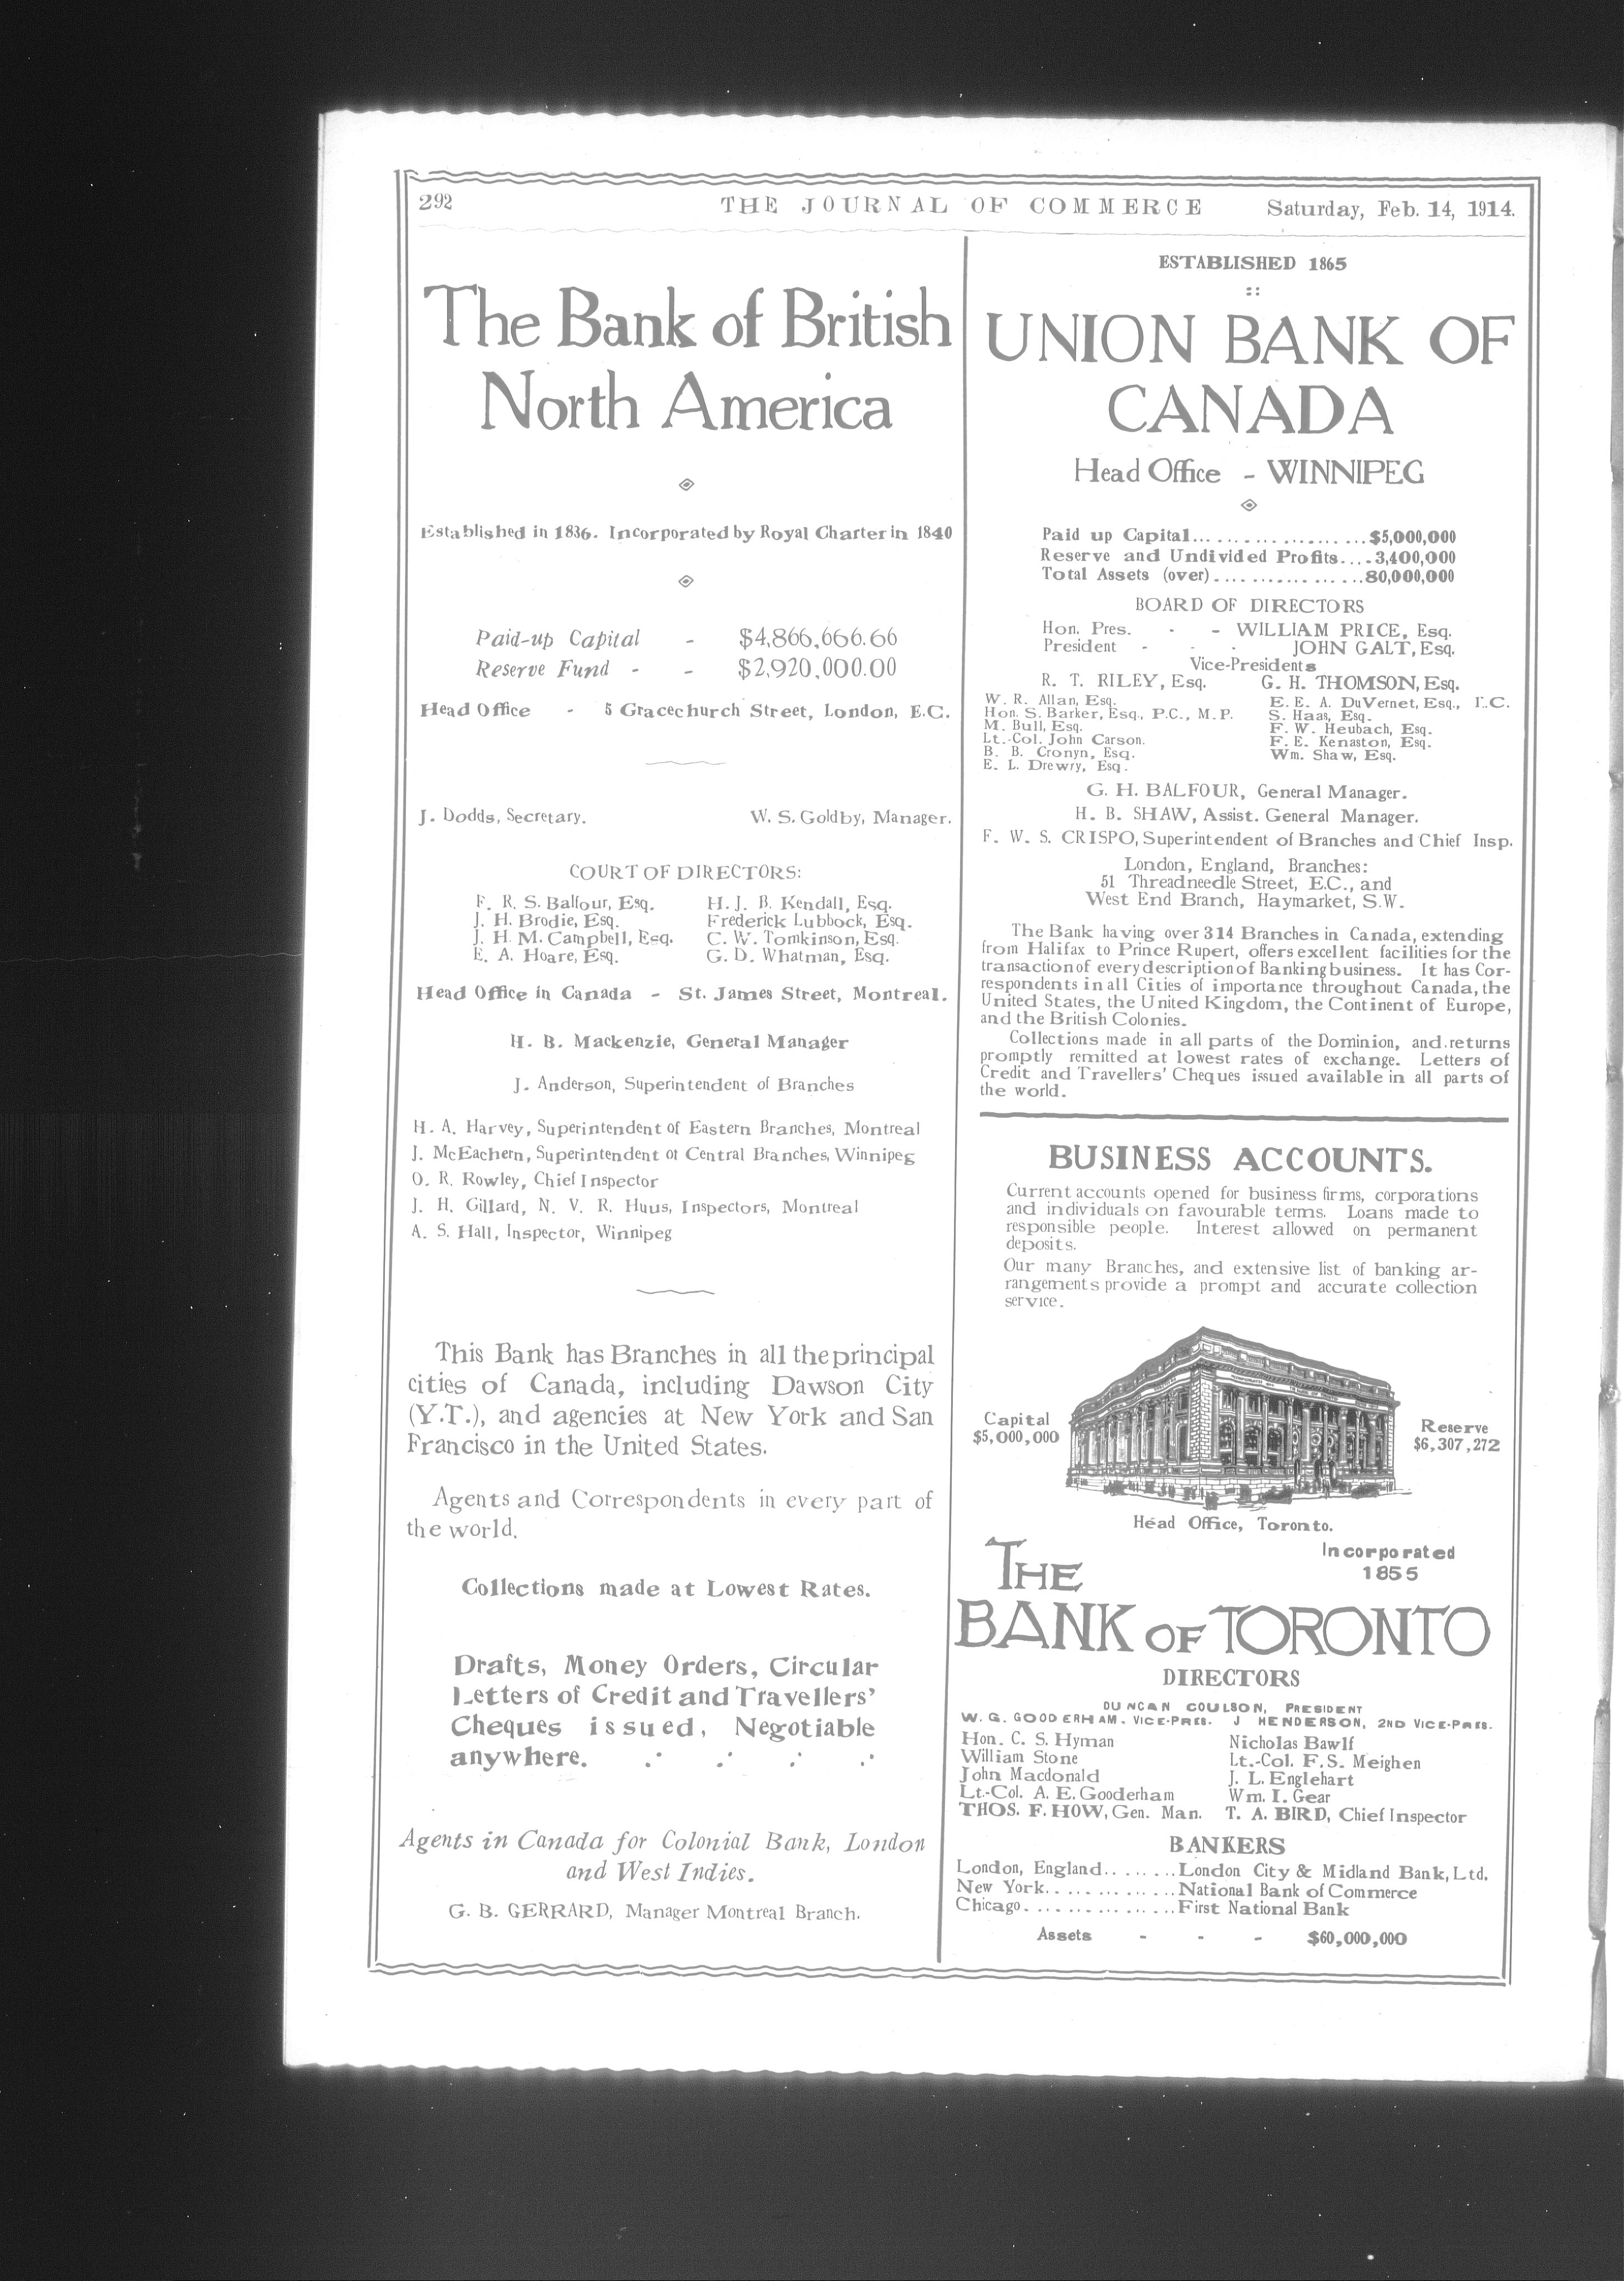 292 THE JOURNAL OF COMMERCE Saturday, Feb. 14, 1914.
The Bank of British
North America
Established in 1836. Incorporated by Royal Charter in 1840
Paid-up Capital - $4,866,666.66
Reserve Fund - - $2,920,000.00
Head Office - 5 Gracechurch Street, London, E.C.
J. Dodds, Secretary. W. S. Goldby, Manager.
COURT OF DIRECTORS:
F. R. S. Balfour, Esq. H. J. B. Kendall, Esq.
J. H. Brodie, Esq. Frederick Lubbock, Esq.
J. H. M. Campbell, Esq. C. W. Tomkinson, Esq.
E. A. Hoare, Esq. G. D. Whatman, Esq.
Head Office in Canada - St. James Street, Montreal.
H. B. Mackenzie, General Manager
J. Anderson, Superintendent of Branches
H. A. Harvey, Superintendent of Eastern Branches, Montreal
J. McEachern, Superintendent of Central Branches, Winnipeg
O. R. Rowley, Chief Inspector
J. H. Gillard, N. V. R. Huus, Inspectors, Montreal
A. S. Hall, Inspector, Winnipeg
This Bank has Branches in all the principal
cities of Canada, including Dawson City
(Y.T.), and agencies at New York and San
Francisco in the United States.
Agents and Correspondents in every part of
the world.
Collections made at Lowest Rates.
Drafts, Money Orders, Circular
Letters of Credit and Travellers'
Cheques issued, Negotiable
anywhere.
Agents in Canada for Colonial Bank, London
and West Indies.
G. B. GERRARD, Manager Montreal Branch.
ESTABLISHED 1865
UNION BANK OF
CANADA
Head Office - WINNIPEG
Paid up Capital.................... $5,000,000
Reserve and Undivided Profits.... 3,400,000
Total Assets (over)................. 80,000,000
BOARD OF DIRECTORS
Hon. Pres. - - WILLIAM PRICE, Esq.
President - - - JOHN GALT, Esq.
Vice-Presidents
R. T. RILEY, Esq. G. H. THOMSON, Esq.
W. R. Allan, Esq. E. E. A. DuVernet, Esq., K.C.
Hon. S. Barker, Esq., P.C., M.P. S. Haas, Esq.
M. Bull, Esq. F. W. Heubach, Esq.
Lt.-Col. John Carson. F. E. Kenaston, Esq.
B. B. Cronyn, Esq. Wm. Shaw, Esq.
E. L. Drewry, Esq.
G. H. BALFOUR, General Manager.
H. B. SHAW, Assist. General Manager.
F. W. S. CRISPO, Superintendent of Branches and Chief Insp.
London, England, Branches:
51 Threadneedle Street, E.C., and
West End Branch, Haymarket, S.W.
The Bank having over 314 Branches in Canada, extending
from Halifax to Prince Rupert, offers excellent facilities for the
transaction of every description of Banking business. It has Cor-
respondents in all Cities of importance throughout Canada, the
United States, the United Kingdom, the Continent of Europe,
and the British Colonies.
Collections made in all parts of the Dominion, and returns
promptly remitted at lowest rates of exchange. Letters of
Credit and Travellers' Cheques issued available in all parts of
the world.
BUSINESS ACCOUNTS.
Current accounts opened for business firms, corporations
and individuals on favourable terms. Loans made to
responsible people. Interest allowed on permanent
deposits.
Our many Branches, and extensive list of banking ar-
rangements provide a prompt and accurate collection
service.
Capital
$5,000,000
Reserve
$6,307,272
Head Office, Toronto.
Incorporated
1855
THE
BANK OF TORONTO
DIRECTORS
DUNCAN COULSON, PRESIDENT
W. G. GOODERHAM, VICE-PRES. J HENDERSON, 2ND VICE-PRES.
Hon. C. S. Hyman Nicholas Bawlf
William Stone Lt.-Col. F. S. Meighen
John Macdonald J. L. Englehart
Lt.-Col. A. E. Gooderham Wm. I. Gear
THOS. F. HOW, Gen. Man. T. A. BIRD, Chief Inspector
BANKERS
London, England........ London City & Midland Bank, Ltd.
New York.............. National Bank of Commerce
Chicago................ First National Bank
Assets - - - $60,000,000